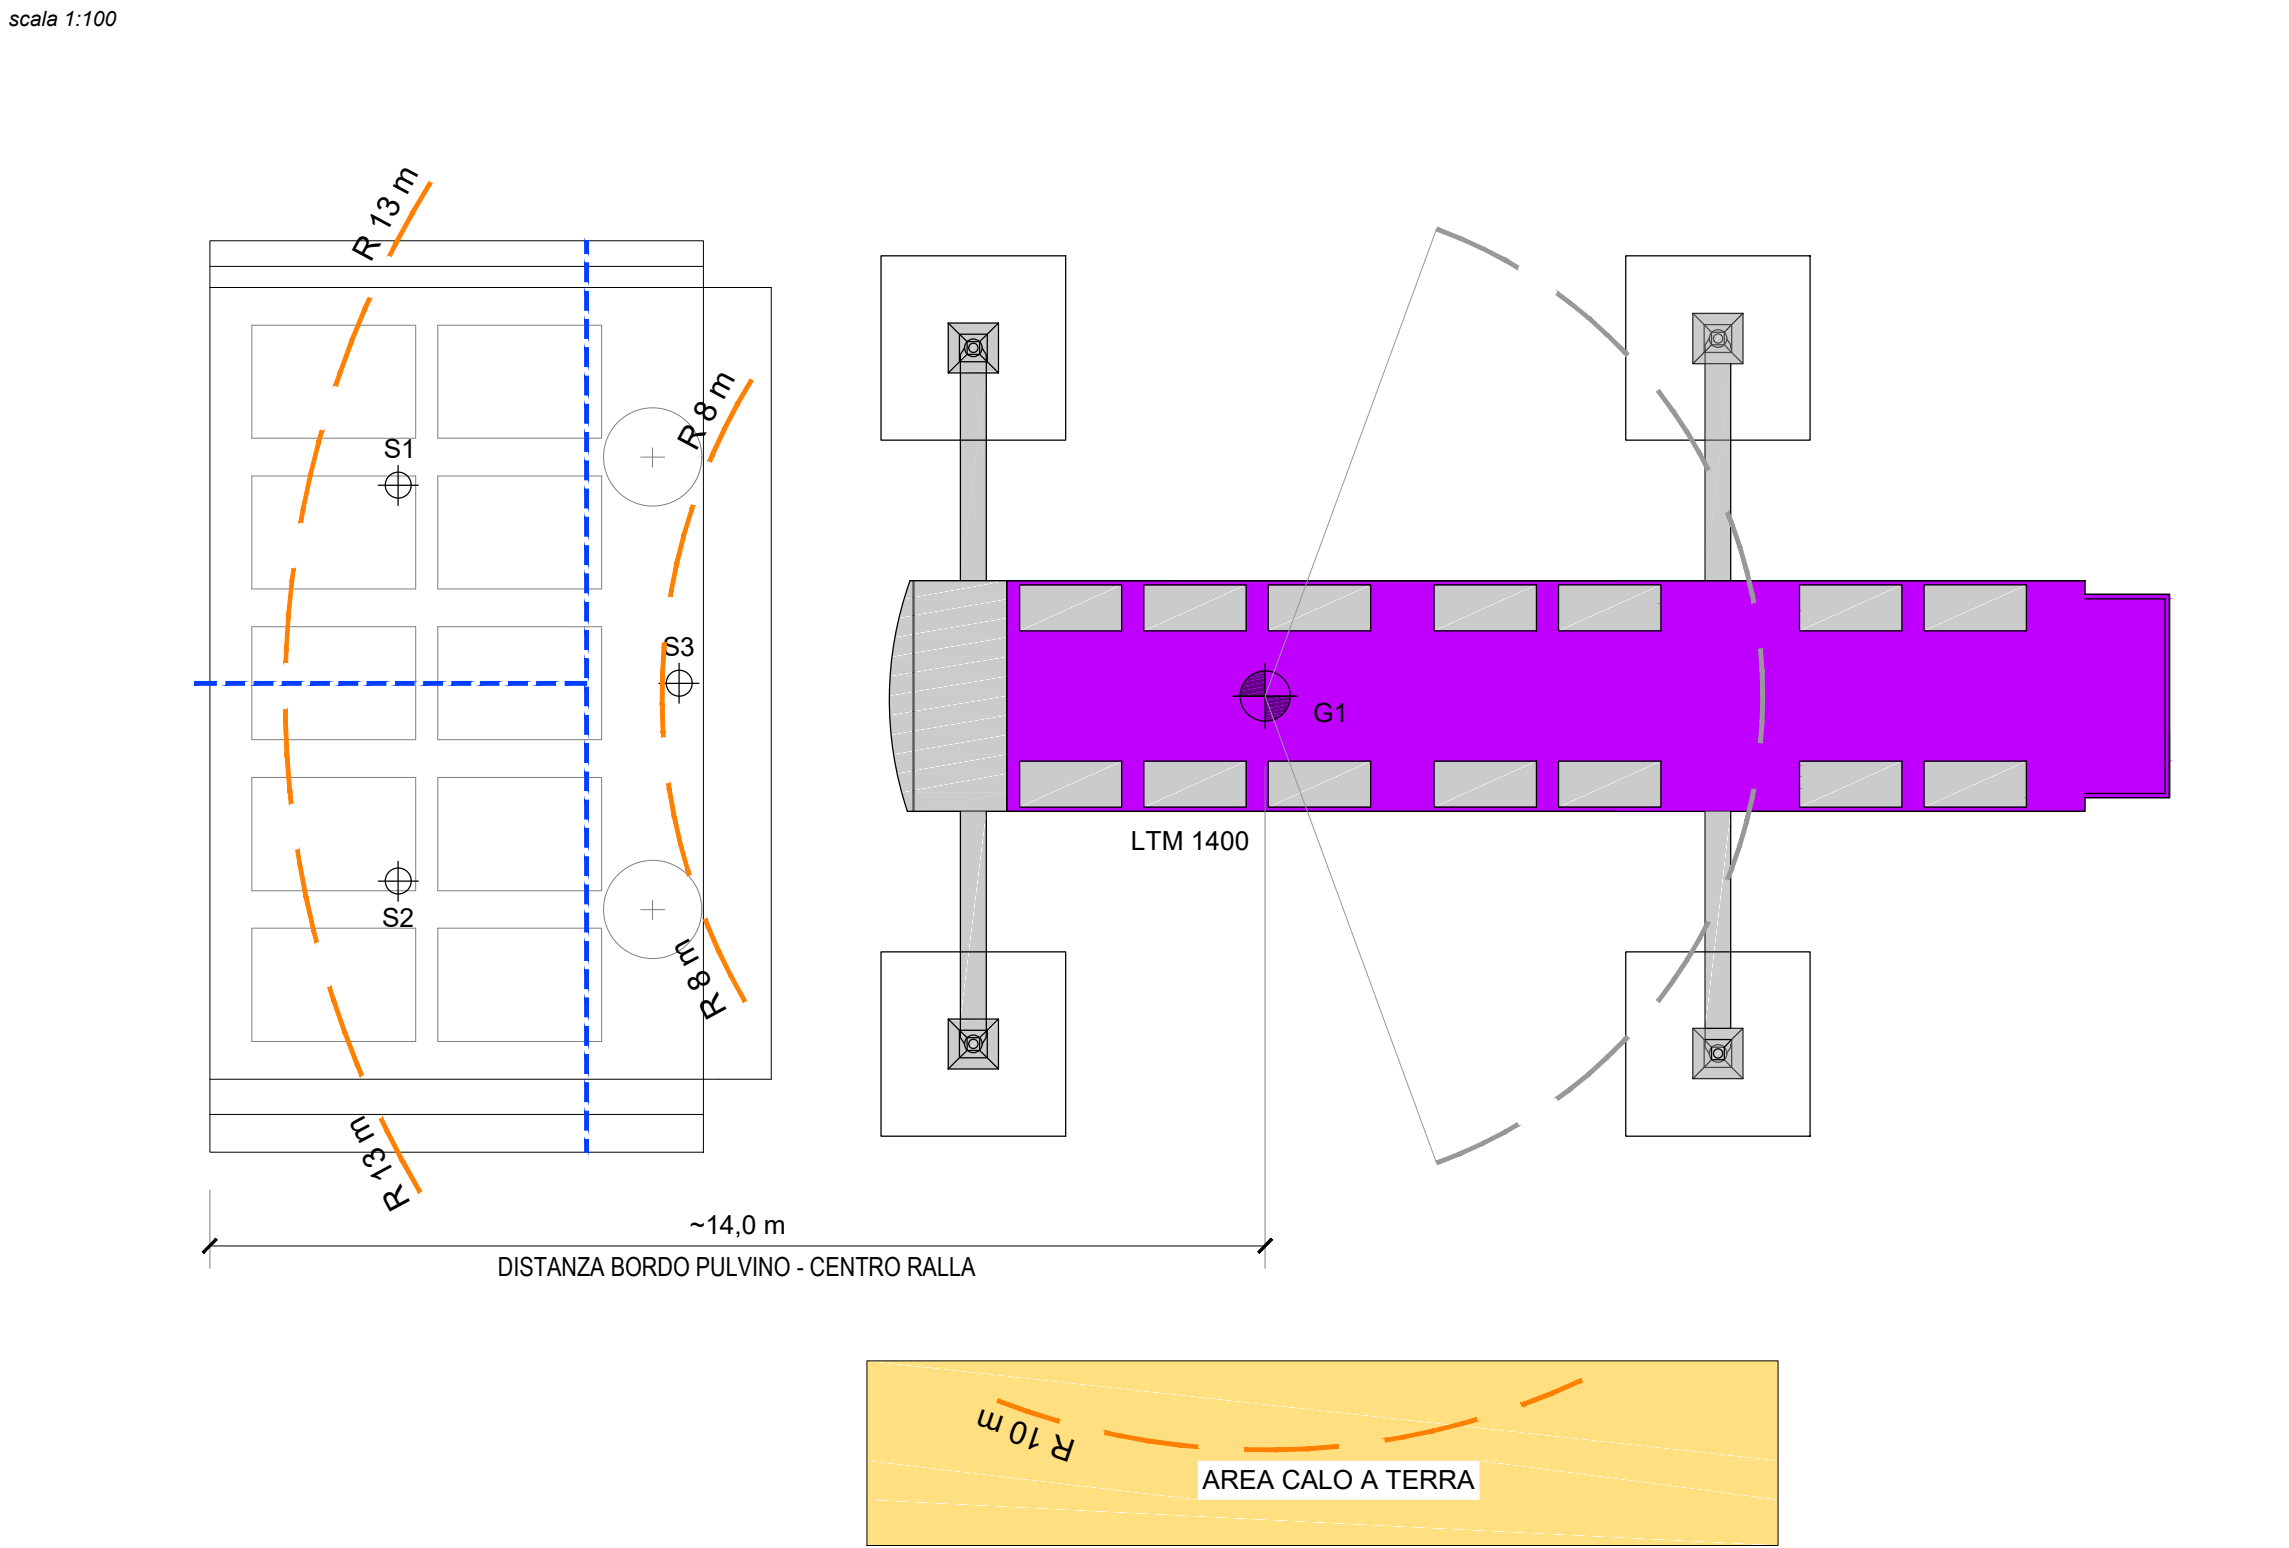 scala 1:100
R 13 m
R 8 m
S1
S3
G1
LTM 1400
S2
R 8 m
R 13 m
~14,0 m
DISTANZA BORDO PULVINO - CENTRO RALLA
R 10 m
AREA CALO A TERRA